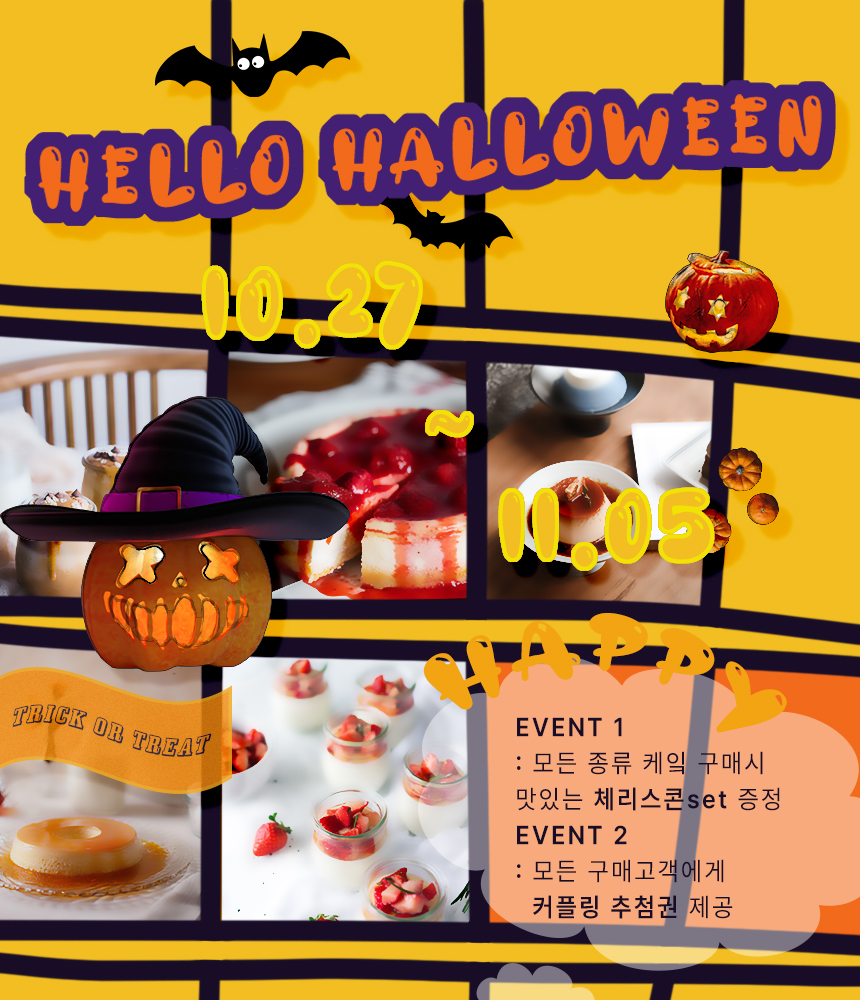 HELLO HALLOWEEN
10.27
~
11.05
HAPPY
TRICK OR TREAT
EVENT 1
: 모든 종류 케잌 구매시
맛있는 체리스콘set 증정
EVENT 2
: 모든 구매고객에게
커플링 추첨권 제공